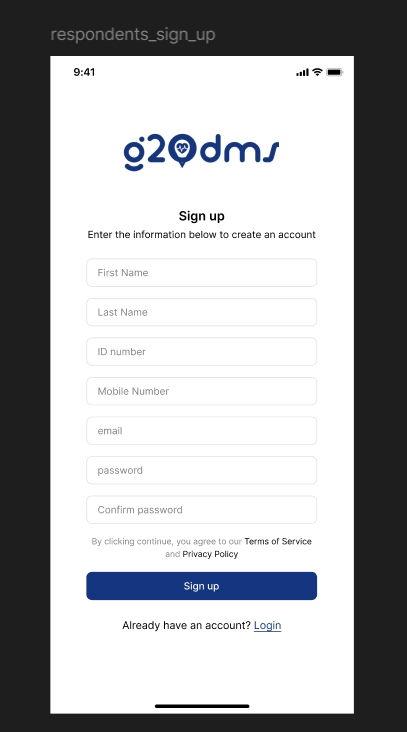 respondents_sign_up
9:41
g20dms
Sign up
Enter the information below to create an account
First Name
Last Name
ID number
Mobile Number
email
password
Confirm password
By clicking continue, you agree to our Terms of Service
and Privacy Policy
Sign up
Already have an account? Login